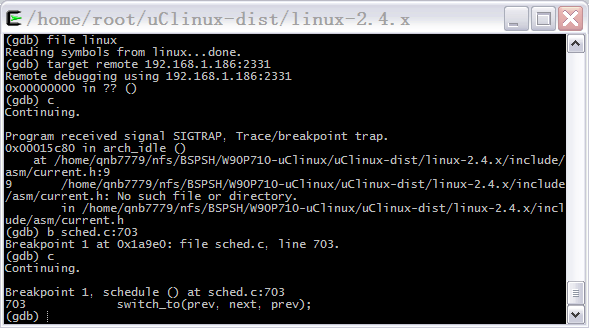 /home/root/uClinux-dist/linux-2.4.x
(gdb) file linux
Reading symbols from linux...done.
(gdb) target remote 192.168.1.186:2331
Remote debugging using 192.168.1.186:2331
0x00000000 in ?? ()
(gdb) c
Continuing.

Program received signal SIGTRAP, Trace/breakpoint trap.
0x00015c80 in arch_idle ()
    at /home/qnb7779/nfs/BSPSH/W90P710-uClinux/uClinux-dist/linux-2.4.x/include/
asm/current.h:9
9       /home/qnb7779/nfs/BSPSH/W90P710-uClinux/uClinux-dist/linux-2.4.x/include
/asm/current.h: No such file or directory.
        in /home/qnb7779/nfs/BSPSH/W90P710-uClinux/uClinux-dist/linux-2.4.x/incl
ude/asm/current.h
(gdb) b sched.c:703
Breakpoint 1 at 0x1a9e0: file sched.c, line 703.
(gdb) c
Continuing.

Breakpoint 1, schedule () at sched.c:703
703             switch_to(prev, next, prev);
(gdb)